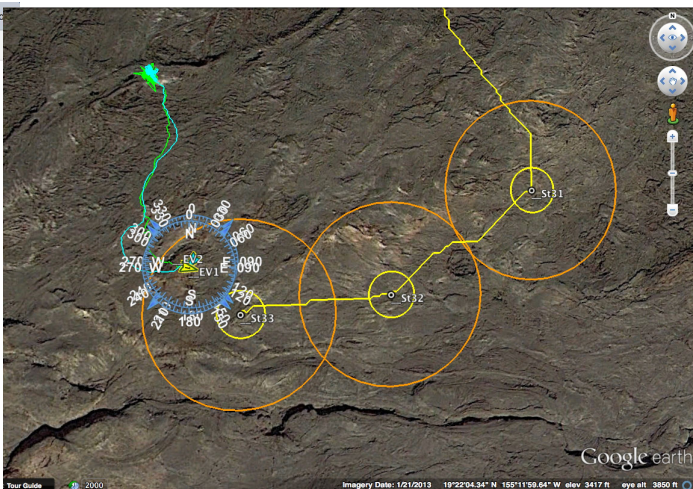 N
St31
0
030
330
060
300
N
EV2
270 W
E 090
EV1
St32
240
120
St33
210
180
150
Google earth
Tour Guide
2000
Imagery Date: 1/21/2013 19°22'04.34" N 155°11'59.64" W elev 3417 ft eye alt 3850 ft